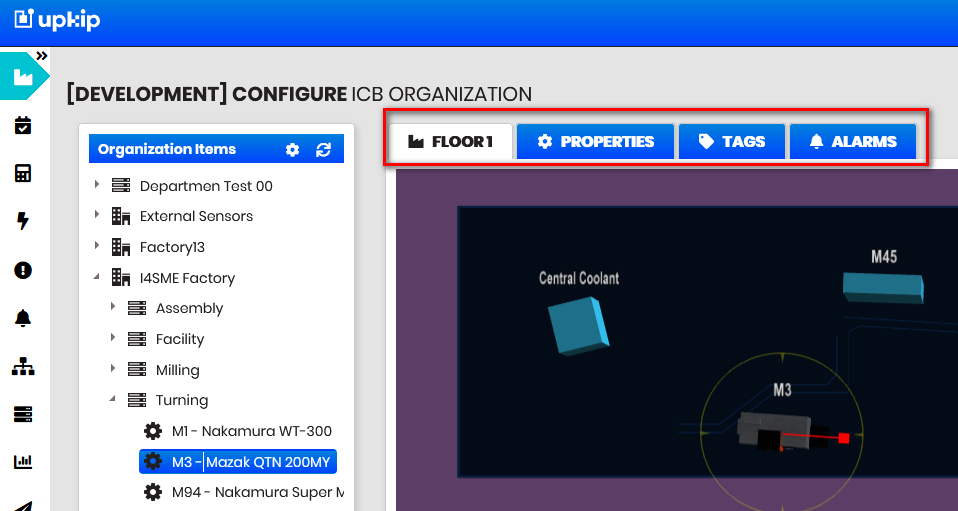 upkip
[DEVELOPMENT] CONFIGURE ICB ORGANIZATION
Organization Items
Departmen Test 00
External Sensors
Factory13
I4SME Factory
Assembly
Facility
Milling
Turning
M1 - Nakamura WT-300
M3 - Mazak QTN 200MY
M94 - Nakamura Super M
FLOOR 1
PROPERTIES
TAGS
ALARMS
Central Coolant
M45
M3